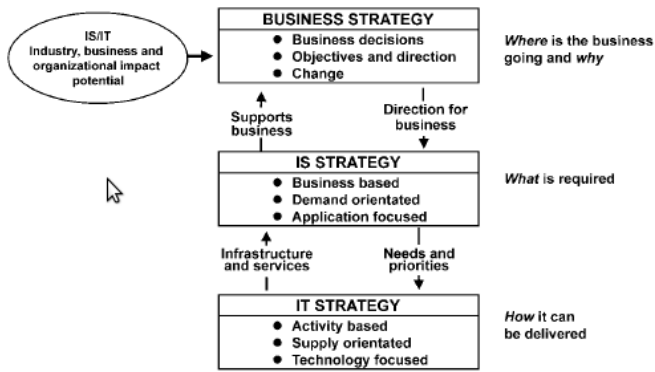 IS/IT
Industry, business and
organizational impact
potential
BUSINESS STRATEGY
● Business decisions
● Objectives and direction
● Change
Where is the business
going and why
Supports
business
Direction for
business
IS STRATEGY
● Business based
● Demand orientated
● Application focused
What is required
Infrastructure
and services
Needs and
priorities
IT STRATEGY
● Activity based
● Supply orientated
● Technology focused
How it can
be delivered